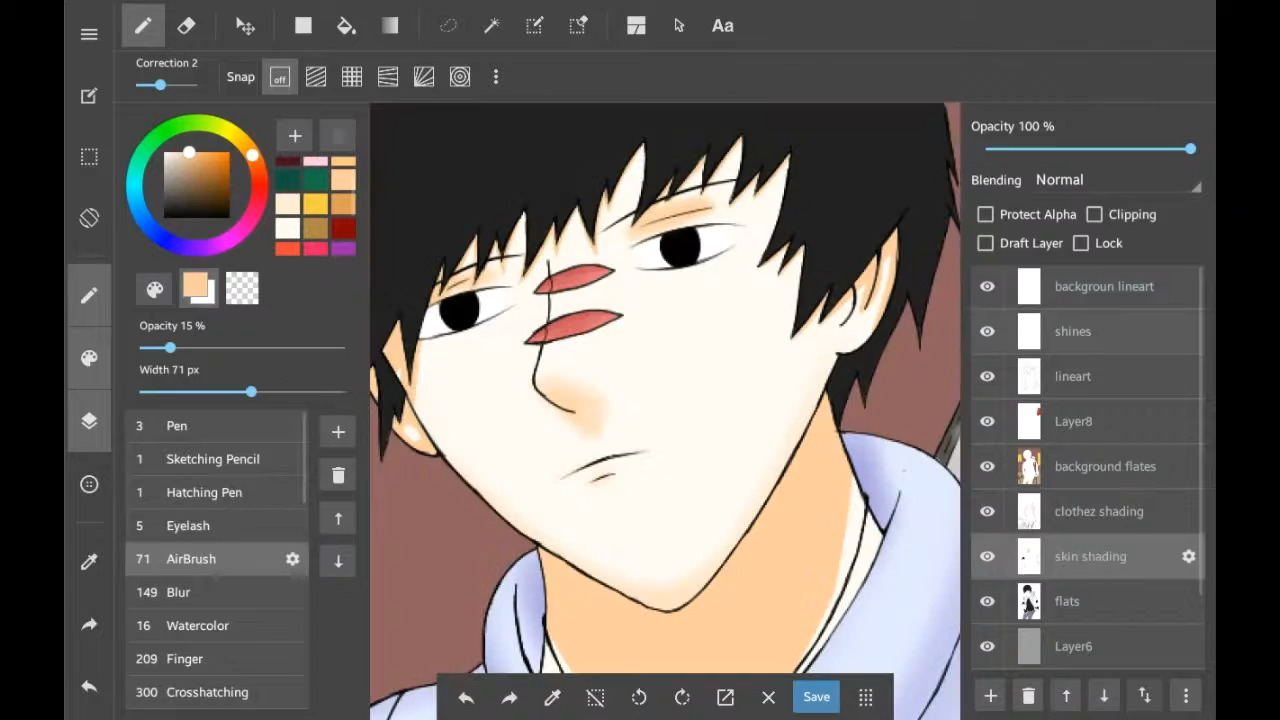 Aa
Correction 2
Snap
off
Opacity 15 %
Width 71 px
3 Pen
1 Sketching Pencil
1 Hatching Pen
5 Eyelash
71 AirBrush
149 Blur
16 Watercolor
209 Finger
300 Crosshatching
Save
Opacity 100 %
Blending Normal
Protect Alpha Clipping
Draft Layer Lock
backgroun lineart
shines
lineart
Layer8
background flates
clothez shading
skin shading
flats
Layer6